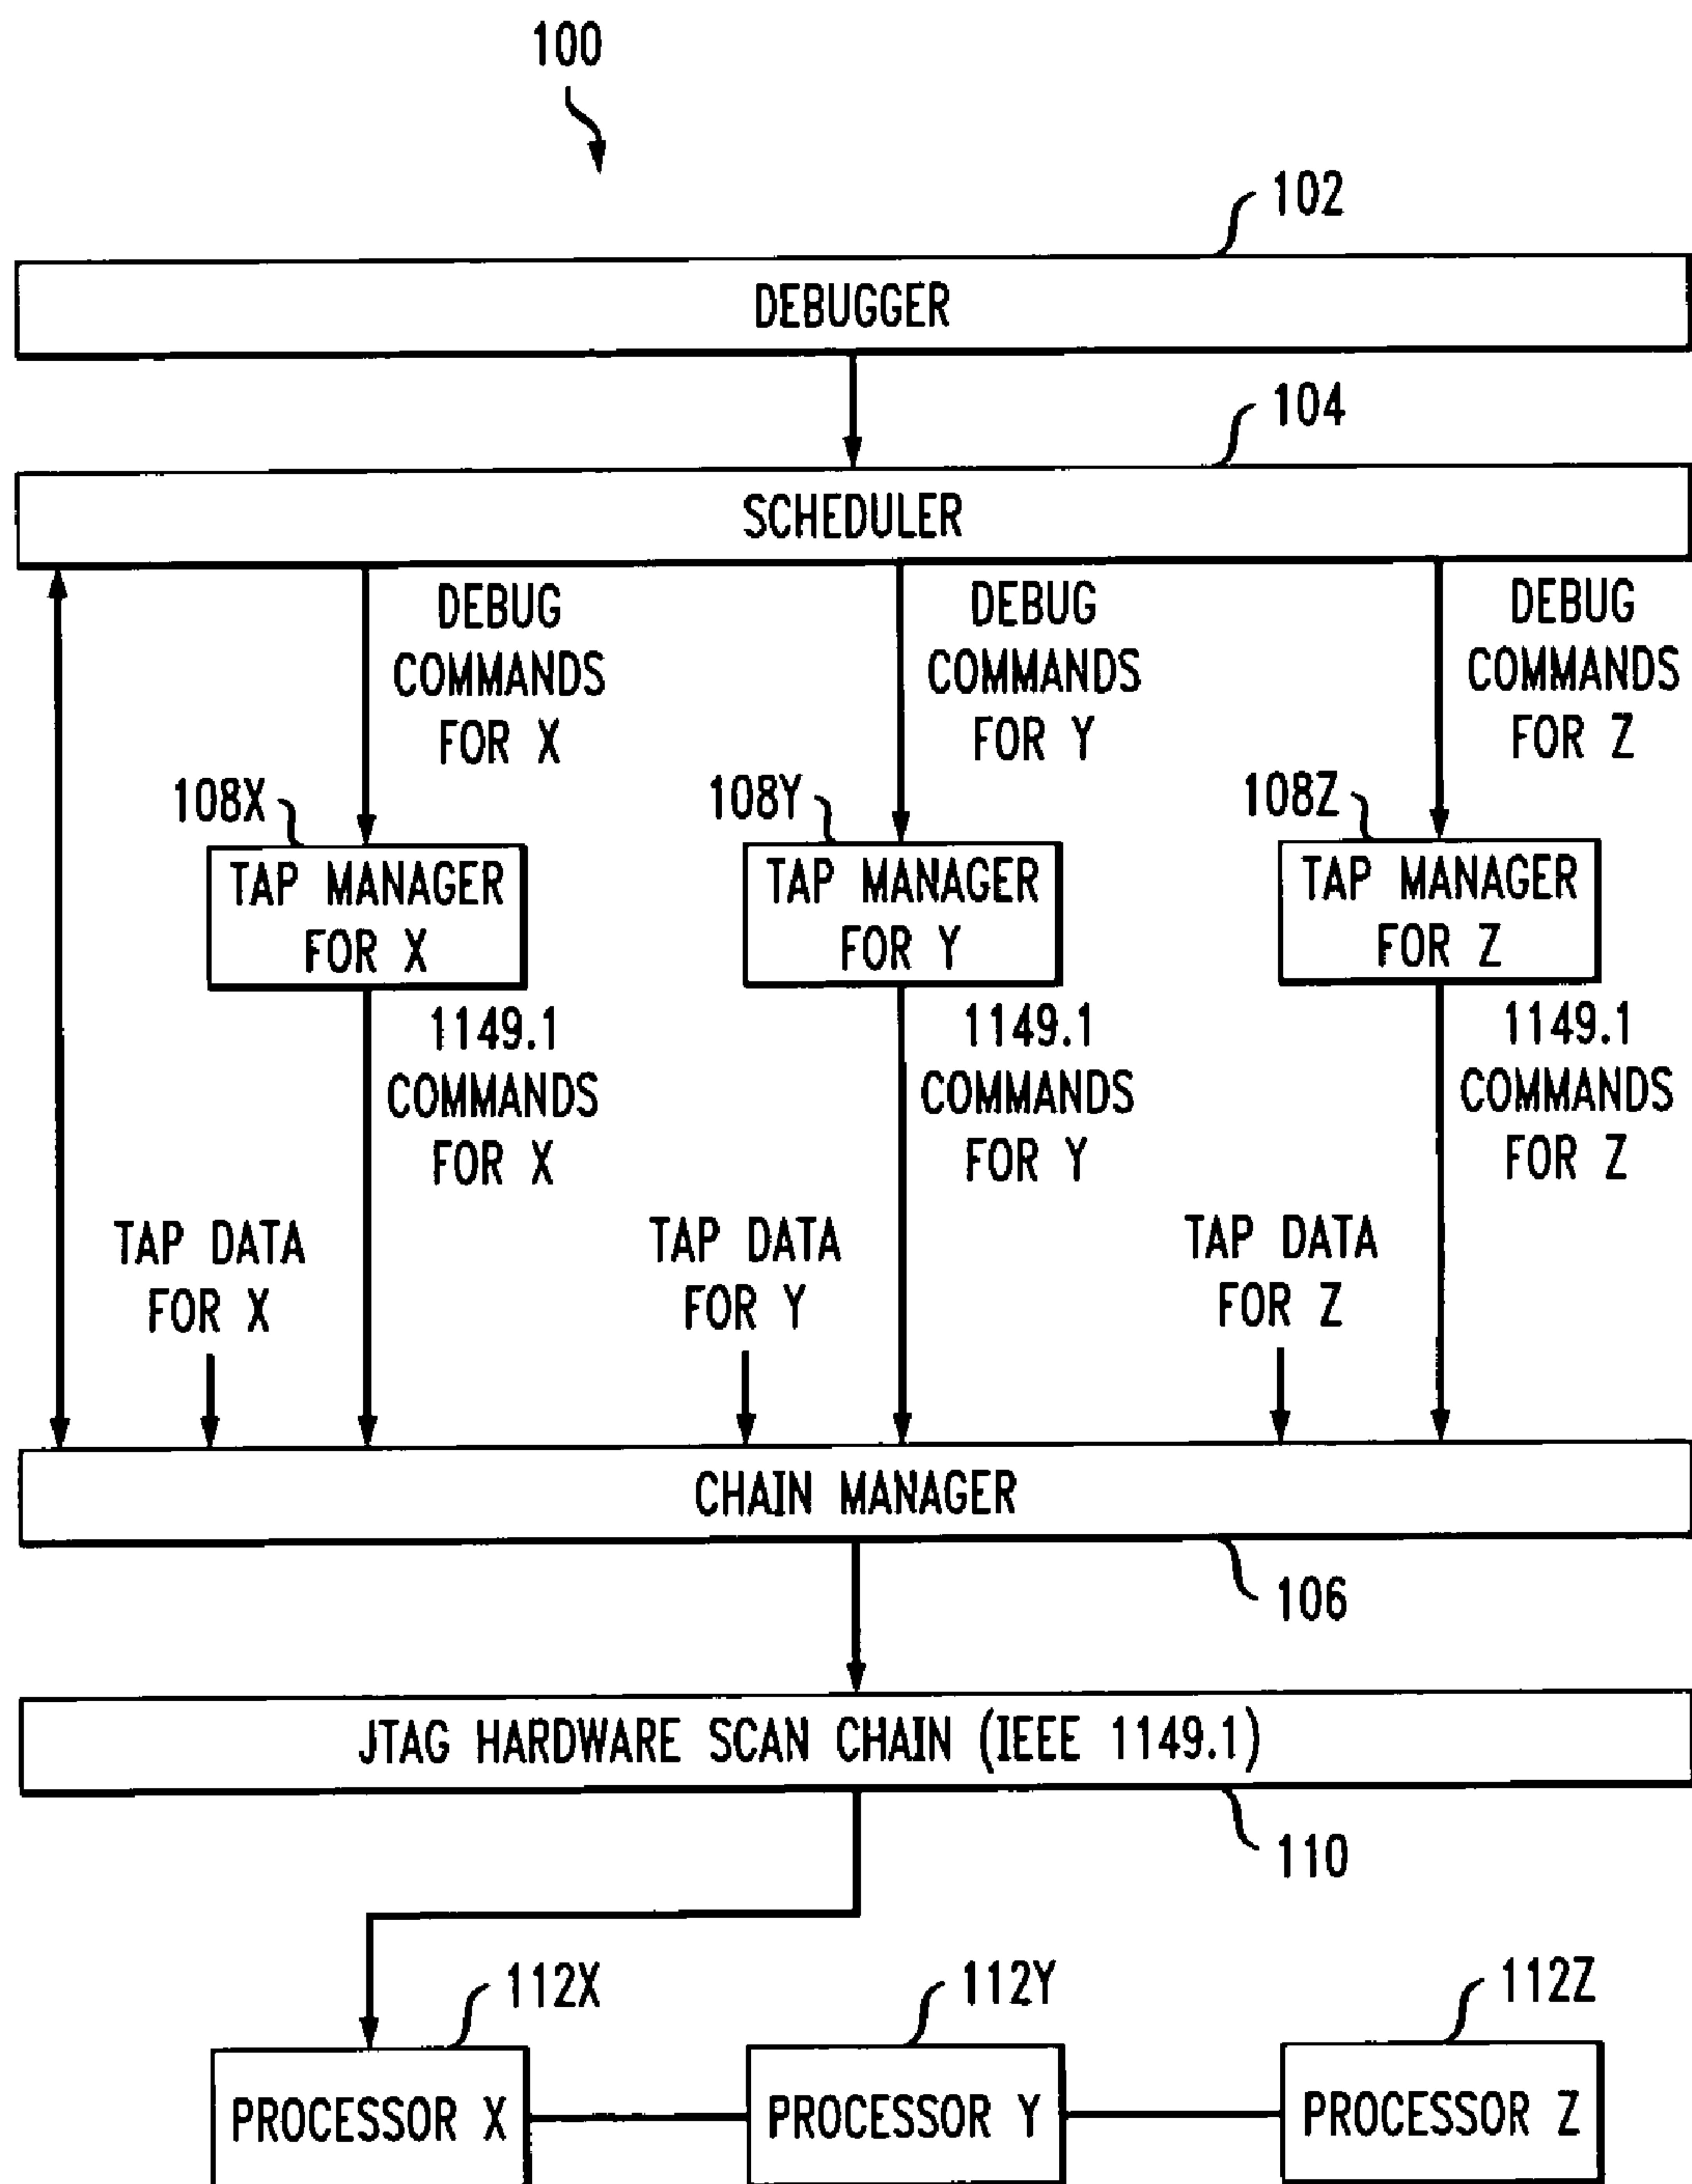 100
102
DEBUGGER
104
SCHEDULER
DEBUG
COMMANDS
FOR X
DEBUG
COMMANDS
FOR Y
DEBUG
COMMANDS
FOR Z
108X
108Y
108Z
TAP MANAGER
FOR X
TAP MANAGER
FOR Y
TAP MANAGER
FOR Z
1149.1
COMMANDS
FOR X
1149.1
COMMANDS
FOR Y
1149.1
COMMANDS
FOR Z
TAP DATA
FOR X
TAP DATA
FOR Y
TAP DATA
FOR Z
CHAIN MANAGER
106
JTAG HARDWARE SCAN CHAIN (IEEE 1149.1)
110
112X
112Y
112Z
PROCESSOR X
PROCESSOR Y
PROCESSOR Z